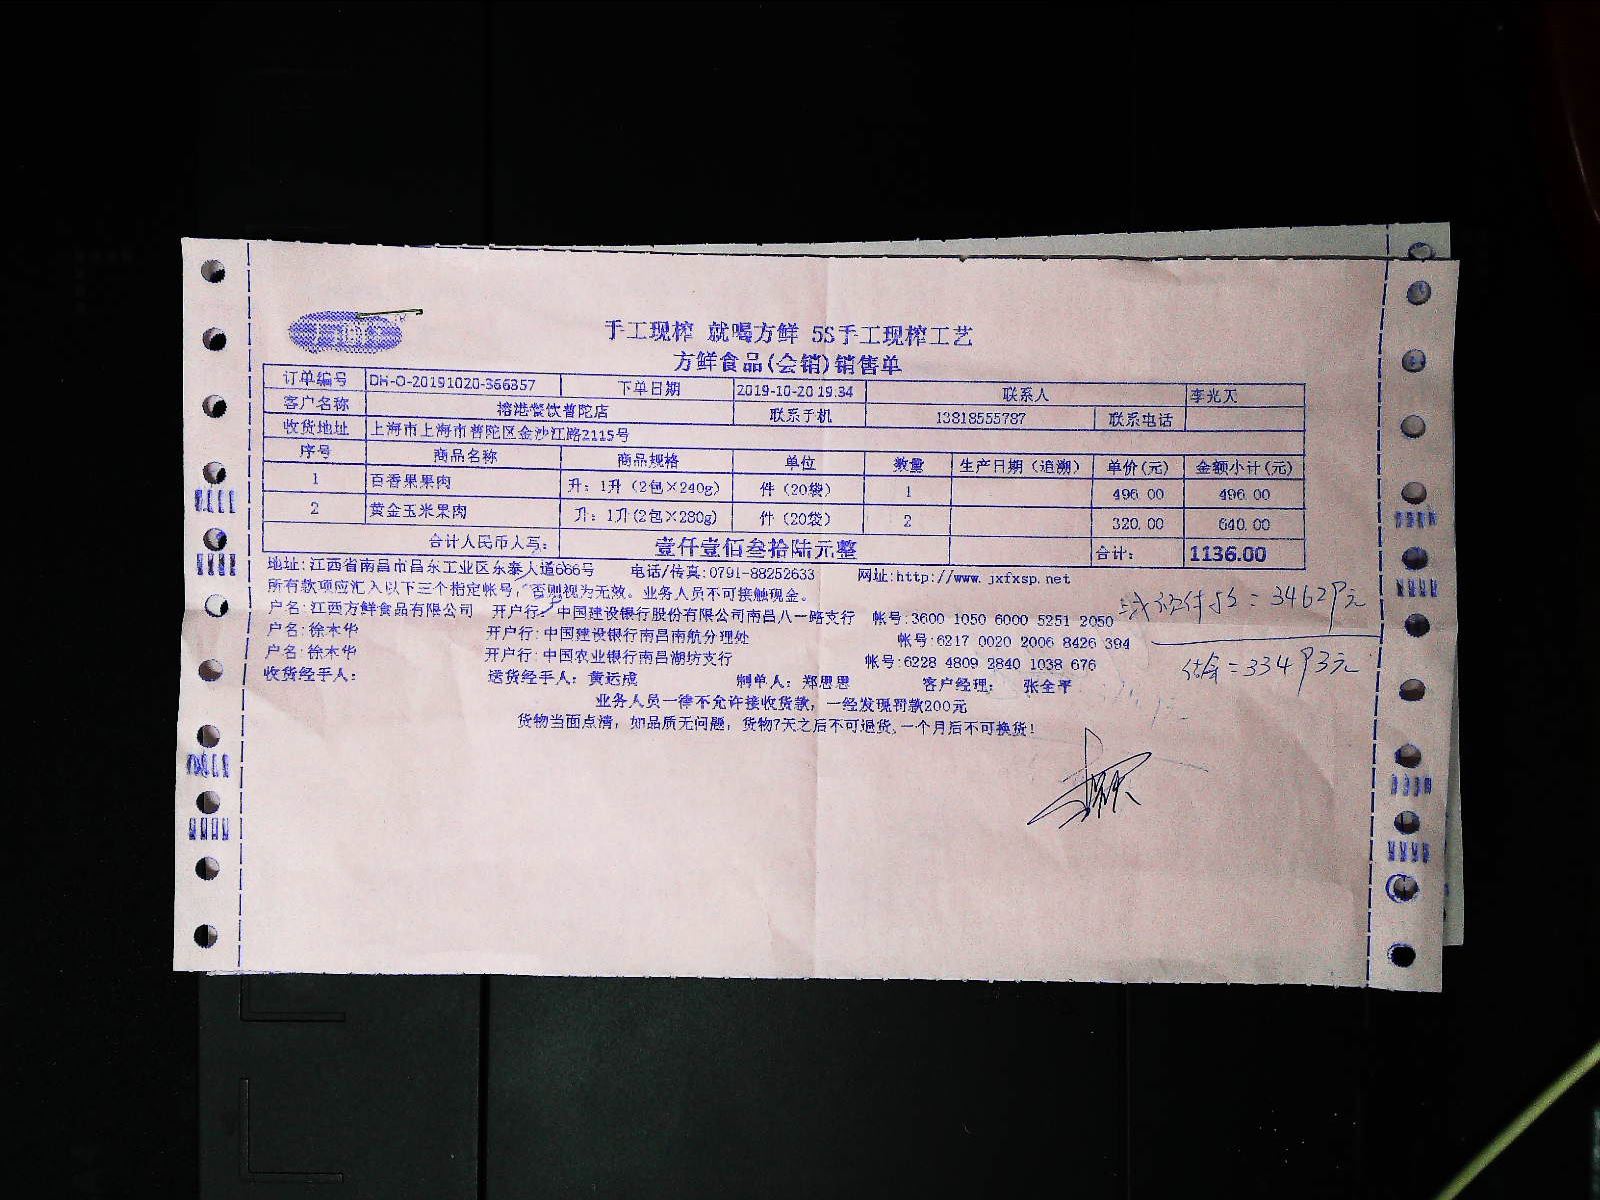 手工现榨 就喝方鲜 5S手工现榨工艺
方鲜食品(会销)销售单
订单编号 DH-O-20191020-366357 下单日期 2019-10-20 19:34 联系人 李光天
客户名称 榕港餐饮普陀店 联系手机 13818555787 联系电话
收货地址 上海市上海市普陀区金沙江路2115号
序号 商品名称 商品规格 单位 数量 生产日期（追溯） 单价(元) 金额小计(元)
1 百香果果肉 升：1升（2包×240g） 件（20袋） 1 496.00 496.00
2 黄金玉米果肉 升：1升(2包×280g) 件（20袋） 2 320.00 640.00
合计人民币大写： 壹仟壹佰叁拾陆元整 合计： 1136.00
地址:江西省南昌市昌东工业区东泰大道666号 电话/传真:0791-88252633 网址:http://www.jxfxsp.net
所有款项应汇入以下三个指定帐号，否则视为无效。业务人员不可接触现金。
户名:江西方鲜食品有限公司 开户行:中国建设银行股份有限公司南昌八一路支行 帐号:3600 1050 6000 5251 2050
户名:徐木华 开户行:中国建设银行南昌南航分理处 帐号:6217 0020 2006 8426 394
户名:徐木华 开户行:中国农业银行南昌湖坊支行 帐号:6228 4809 2840 1038 676
收货经手人： 送货经手人：黄运成 制单人：郑思思 客户经理： 张全平
业务人员一律不允许接收货款，一经发现罚款200元
货物当面点清，如品质无问题，货物7天之后不可退货,一个月后不可换货!